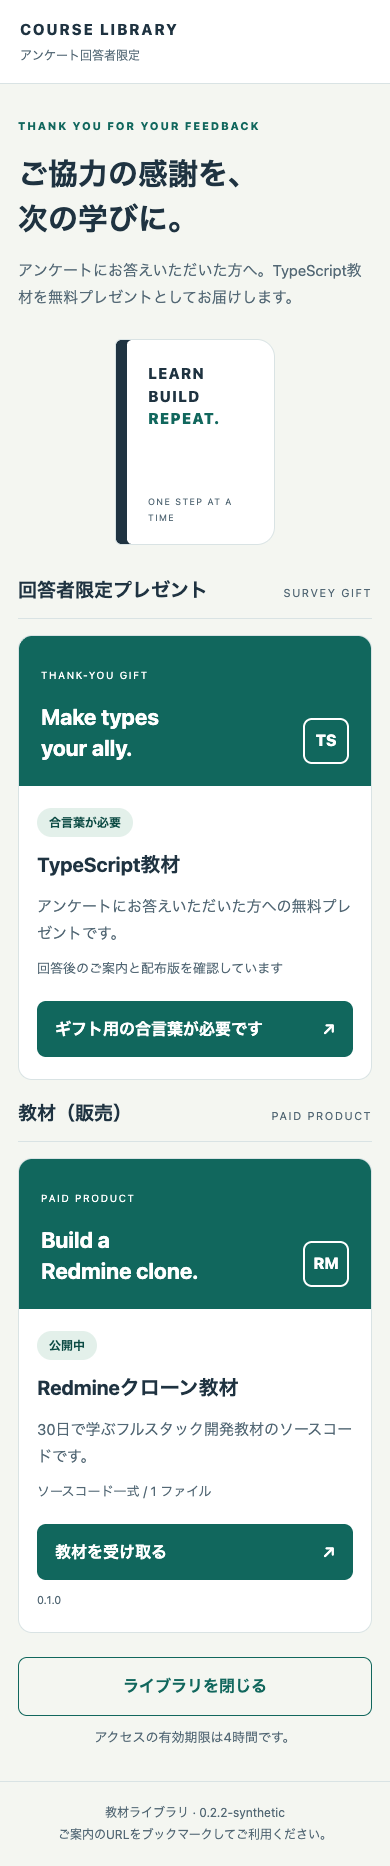 COURSE LIBRARY
アンケート回答者限定
THANK YOU FOR YOUR FEEDBACK
ご協力の感謝を、
次の学びに。
アンケートにお答えいただいた方へ。TypeScript教
材を無料プレゼントとしてお届けします。
LEARN
BUILD
REPEAT.
ONE STEP AT A
TIME
回答者限定プレゼント
SURVEY GIFT
THANK-YOU GIFT
Make types
your ally.
TS
合言葉が必要
TypeScript教材
アンケートにお答えいただいた方への無料プレ
ゼントです。
回答後のご案内と配布版を確認しています
ギフト用の合言葉が必要です
教材（販売）
PAID PRODUCT
PAID PRODUCT
Build a
Redmine clone.
RM
公開中
Redmineクローン教材
30日で学ぶフルスタック開発教材のソースコー
ドです。
ソースコード一式 / 1 ファイル
教材を受け取る
0.1.0
ライブラリを閉じる
アクセスの有効期限は4時間です。
教材ライブラリ · 0.2.2-synthetic
ご案内のURLをブックマークしてご利用ください。